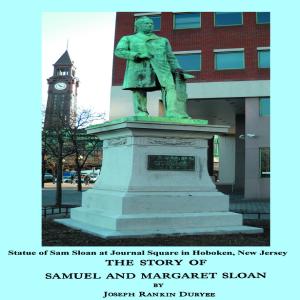 Statue of Sam Sloan at Journal Square in Hoboken, New Jersey
THE STORY OF
SAMUEL AND MARGARET SLOAN
BY
JOSEPH RANKIN DURYEE